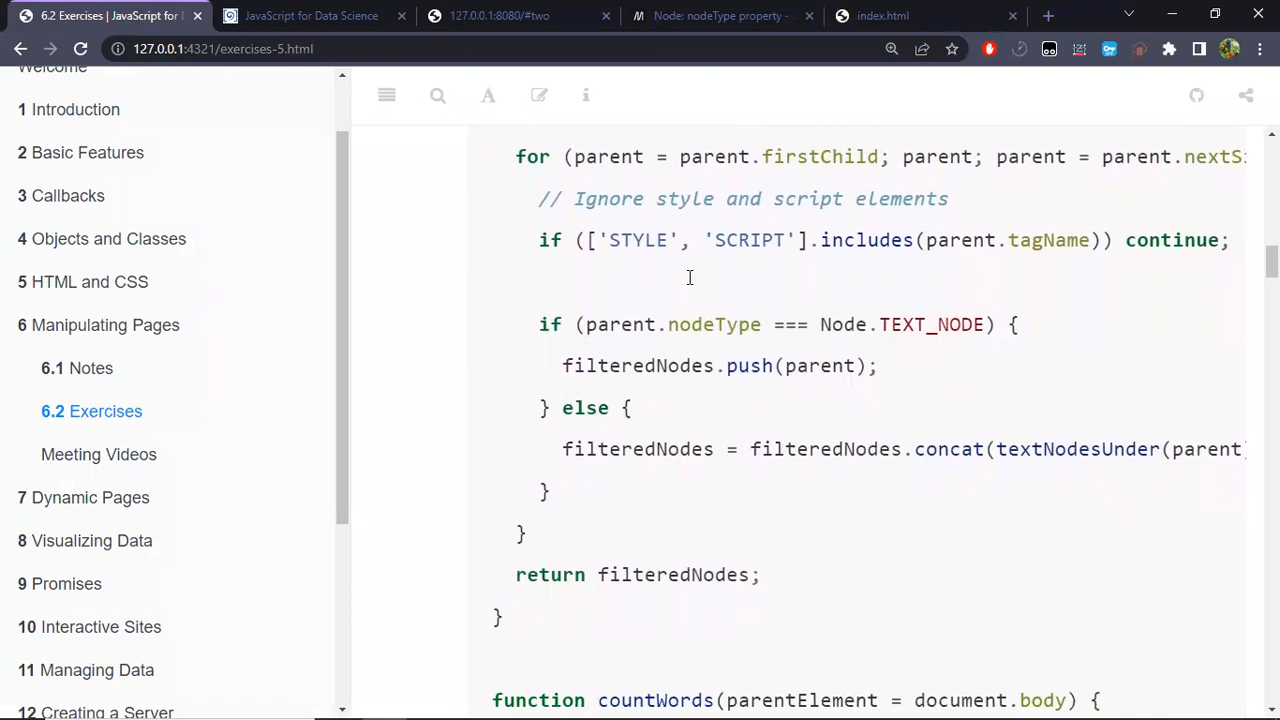 6.2 Exercises | JavaScript for D
JavaScript for Data Science
127.0.0.1:8080/#two
Node: nodeType property -
index.html
127.0.0.1:4321/exercises-5.html
Welcome
1 Introduction
2 Basic Features
3 Callbacks
4 Objects and Classes
5 HTML and CSS
6 Manipulating Pages
6.1 Notes
6.2 Exercises
Meeting Videos
7 Dynamic Pages
8 Visualizing Data
9 Promises
10 Interactive Sites
11 Managing Data
12 Creating a Server
for (parent = parent.firstChild; parent; parent = parent.nextSi
// Ignore style and script elements
if (['STYLE', 'SCRIPT'].includes(parent.tagName)) continue;
if (parent.nodeType === Node.TEXT_NODE) {
filteredNodes.push(parent);
} else {
filteredNodes = filteredNodes.concat(textNodesUnder(parent)
}
}
return filteredNodes;
}
function countWords(parentElement = document.body) {